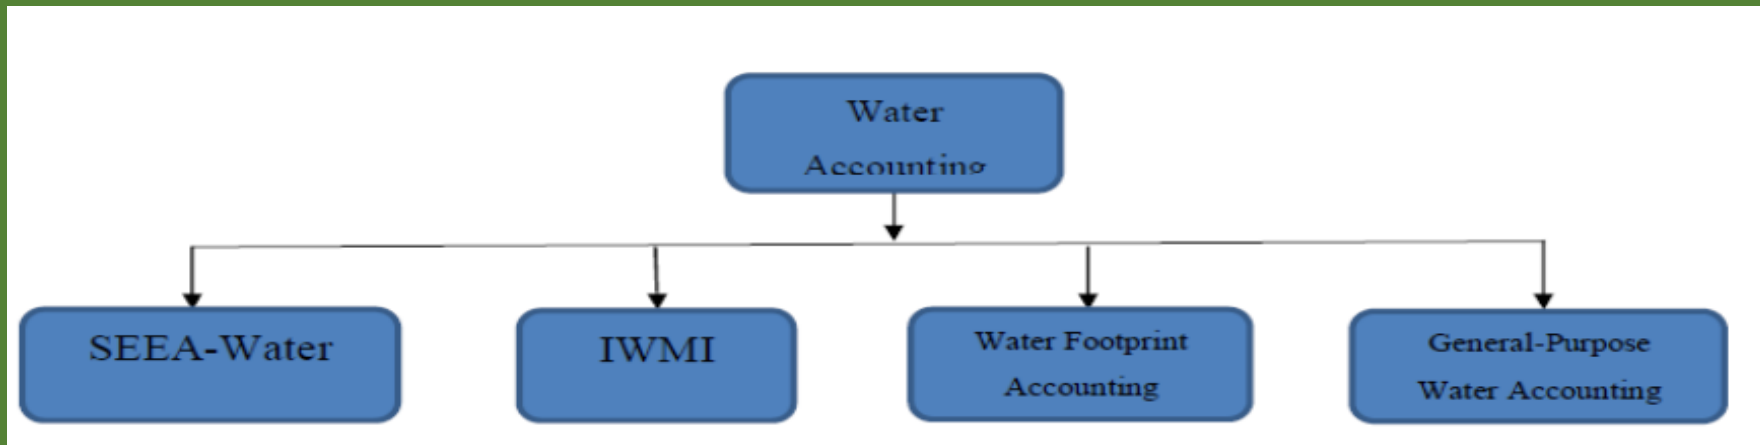 Water
Accounting
SEEA-Water
IWMI
Water Footprint
Accounting
General-Purpose
Water Accounting